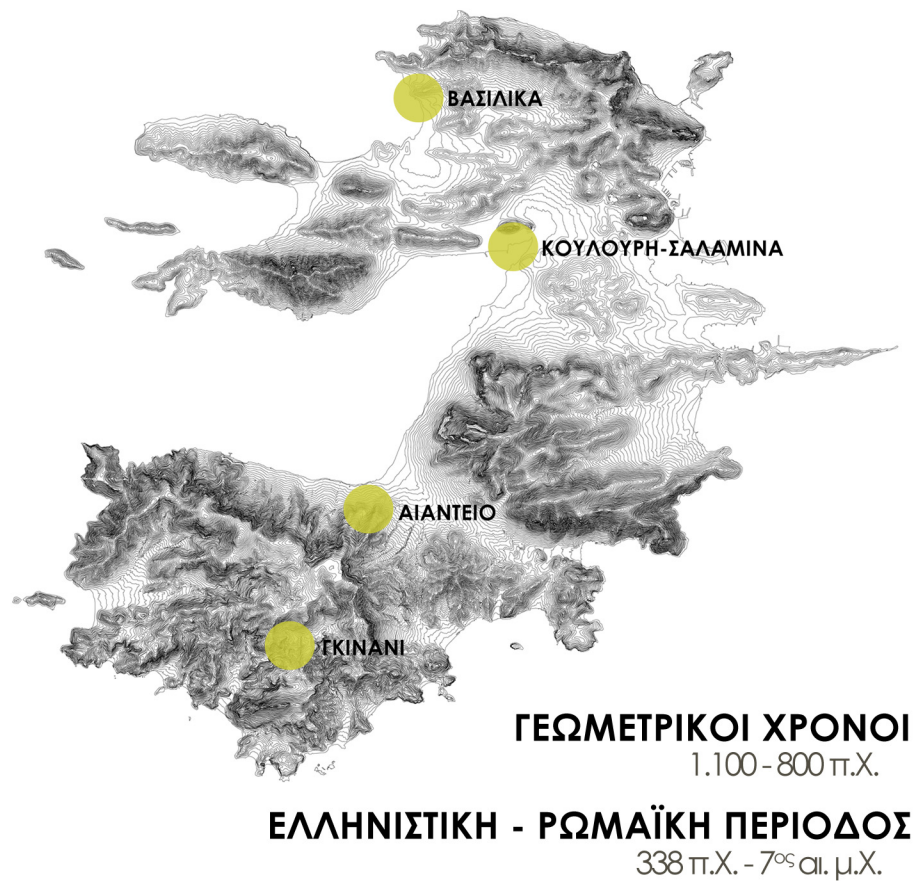 ΒΑΣΙΛΙΚΑ
ΚΟΥΛΟΥΡΗ-ΣΑΛΑΜΙΝΑ
ΑΙΑΝΤΕΙΟ
ΓΚΙΝΑΝΙ
ΓΕΩΜΕΤΡΙΚΟΙ ΧΡΟΝΟΙ
1.100 - 800 π.Χ.
ΕΛΛΗΝΙΣΤΙΚΗ - ΡΩΜΑΪΚΗ ΠΕΡΙΟΔΟΣ
338 π.Χ. - 7ος αι. μ.Χ.